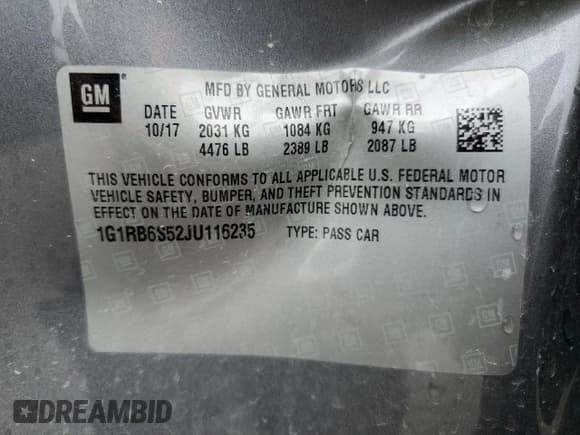 GM
MFD BY GENERAL MOTORS LLC
DATE GVWR GAWR FRT GAWR RR
10/17 2031 KG 1084 KG 947 KG
4476 LB 2389 LB 2087 LB
THIS VEHICLE CONFORMS TO ALL APPLICABLE U.S. FEDERAL MOTOR
VEHICLE SAFETY, BUMPER, AND THEFT PREVENTION STANDARDS IN
EFFECT ON THE DATE OF MANUFACTURE SHOWN ABOVE.
1G1RB6S52JU116235 TYPE: PASS CAR
DREAMBID